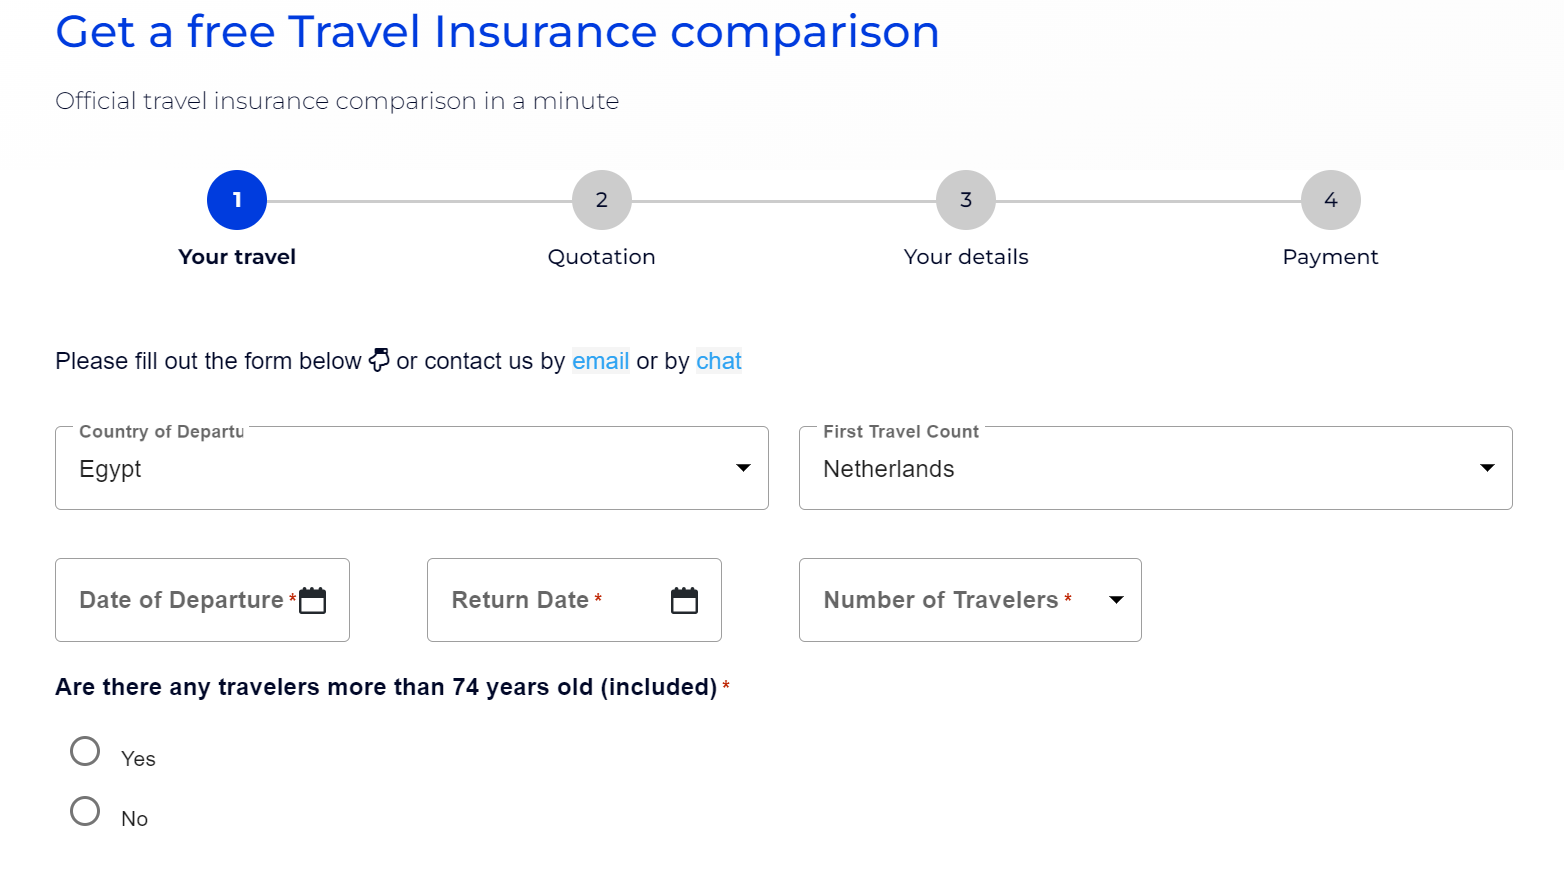 Get a free Travel Insurance comparison
Official travel insurance comparison in a minute
1
2
3
4
Your travel
Quotation
Your details
Payment
Please fill out the form below or contact us by email or by chat
Country of Departu
First Travel Count
Egypt
Netherlands
Date of Departure *
Return Date *
Number of Travelers *
Are there any travelers more than 74 years old (included) *
Yes
No